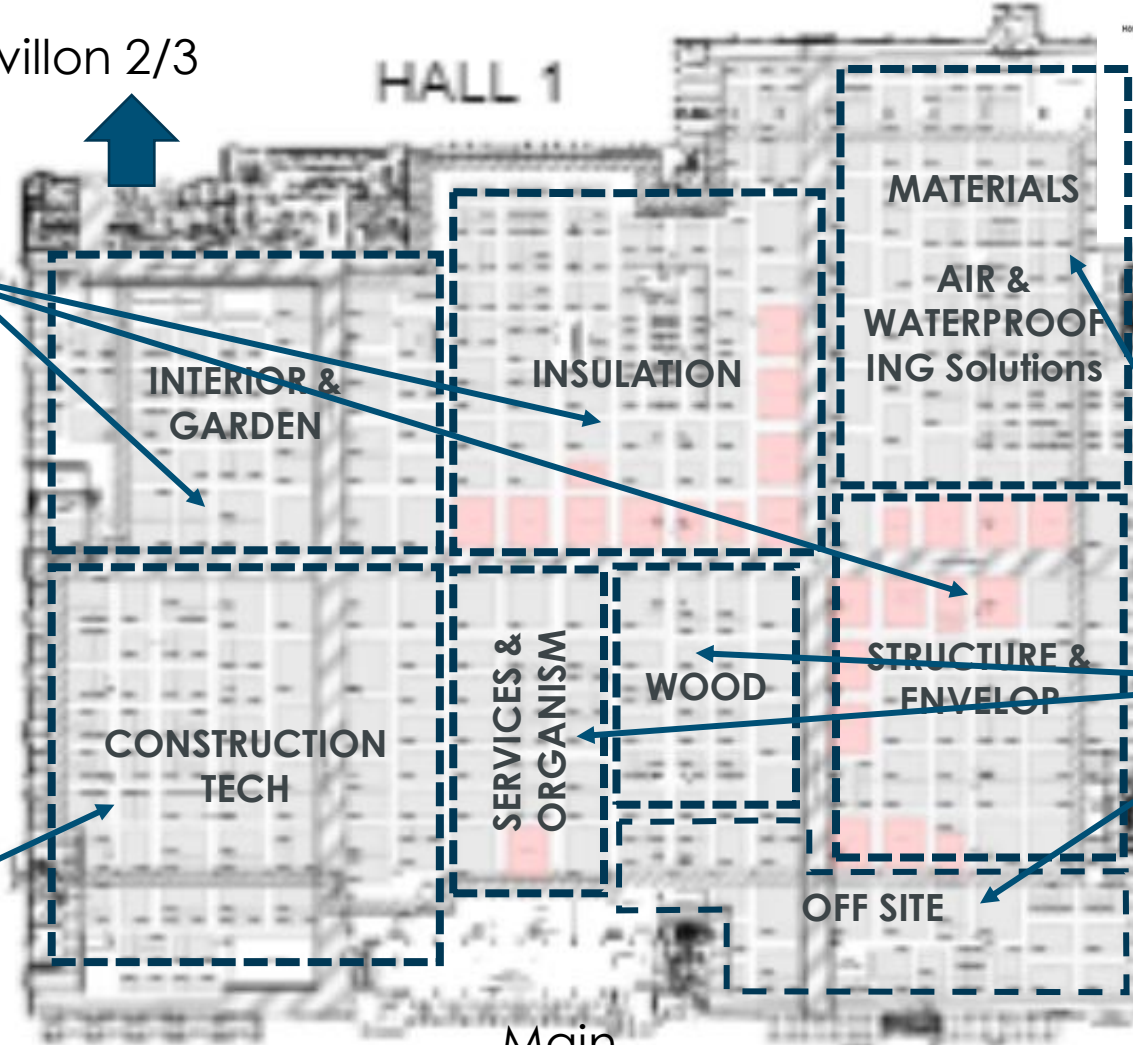 villon 2/3
HALL 1
MATERIALS
AIR &
WATERPROOF
ING Solutions
INTERIOR &
GARDEN
INSULATION
STRUCTURE &
ENVELOP
SERVICES &
ORGANISM
WOOD
CONSTRUCTION
TECH
OFF SITE
Main